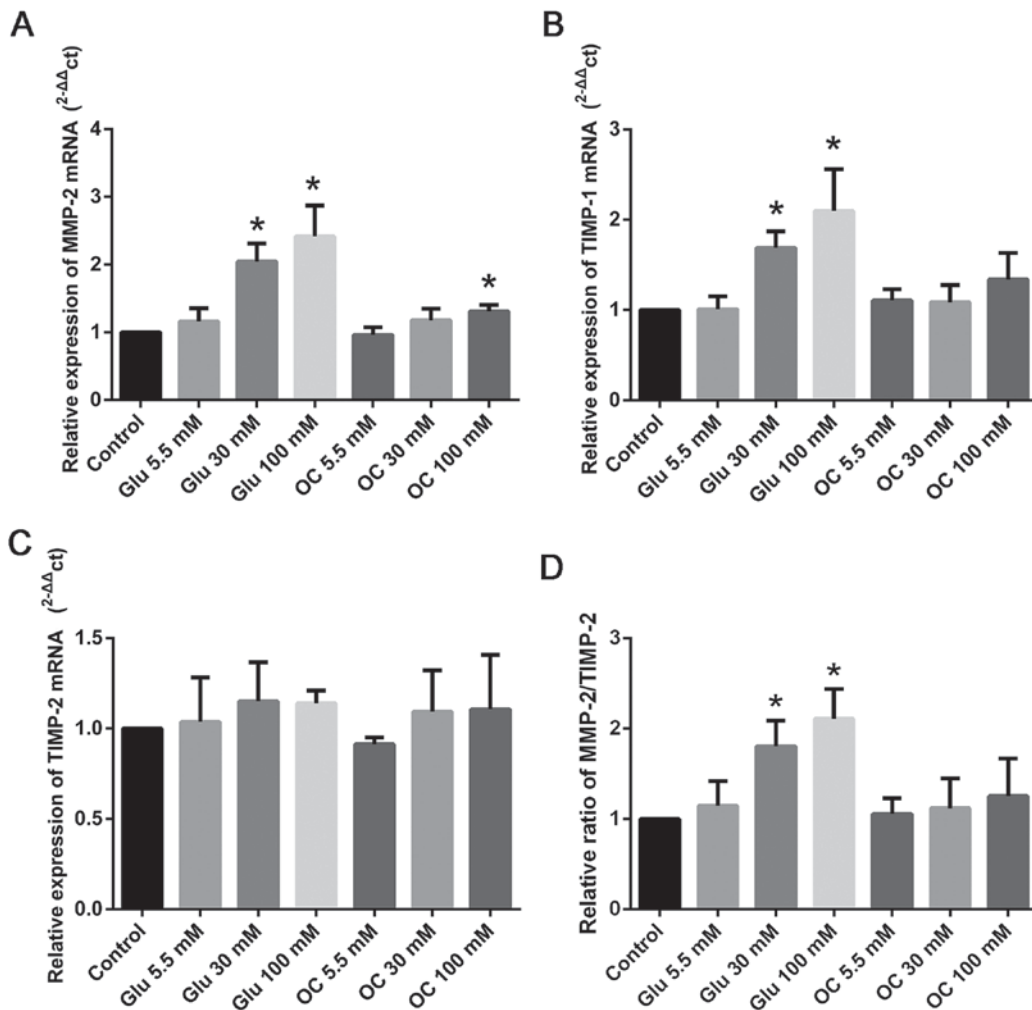 A
Relative expression of MMP-2 mRNA (2-ΔΔct)
4
3
2
1
0
* * *
Control
Glu 5.5 mM
Glu 30 mM
Glu 100 mM
OC 5.5 mM
OC 30 mM
OC 100 mM
B
Relative expression of TIMP-1 mRNA (2-ΔΔct)
3
2
1
0
* *
Control
Glu 5.5 mM
Glu 30 mM
Glu 100 mM
OC 5.5 mM
OC 30 mM
OC 100 mM
C
Relative expression of TIMP-2 mRNA (2-ΔΔct)
1.5
1.0
0.5
0.0
Control
Glu 5.5 mM
Glu 30 mM
Glu 100 mM
OC 5.5 mM
OC 30 mM
OC 100 mM
D
Relative ratio of MMP-2/TIMP-2
3
2
1
0
* *
Control
Glu 5.5 mM
Glu 30 mM
Glu 100 mM
OC 5.5 mM
OC 30 mM
OC 100 mM